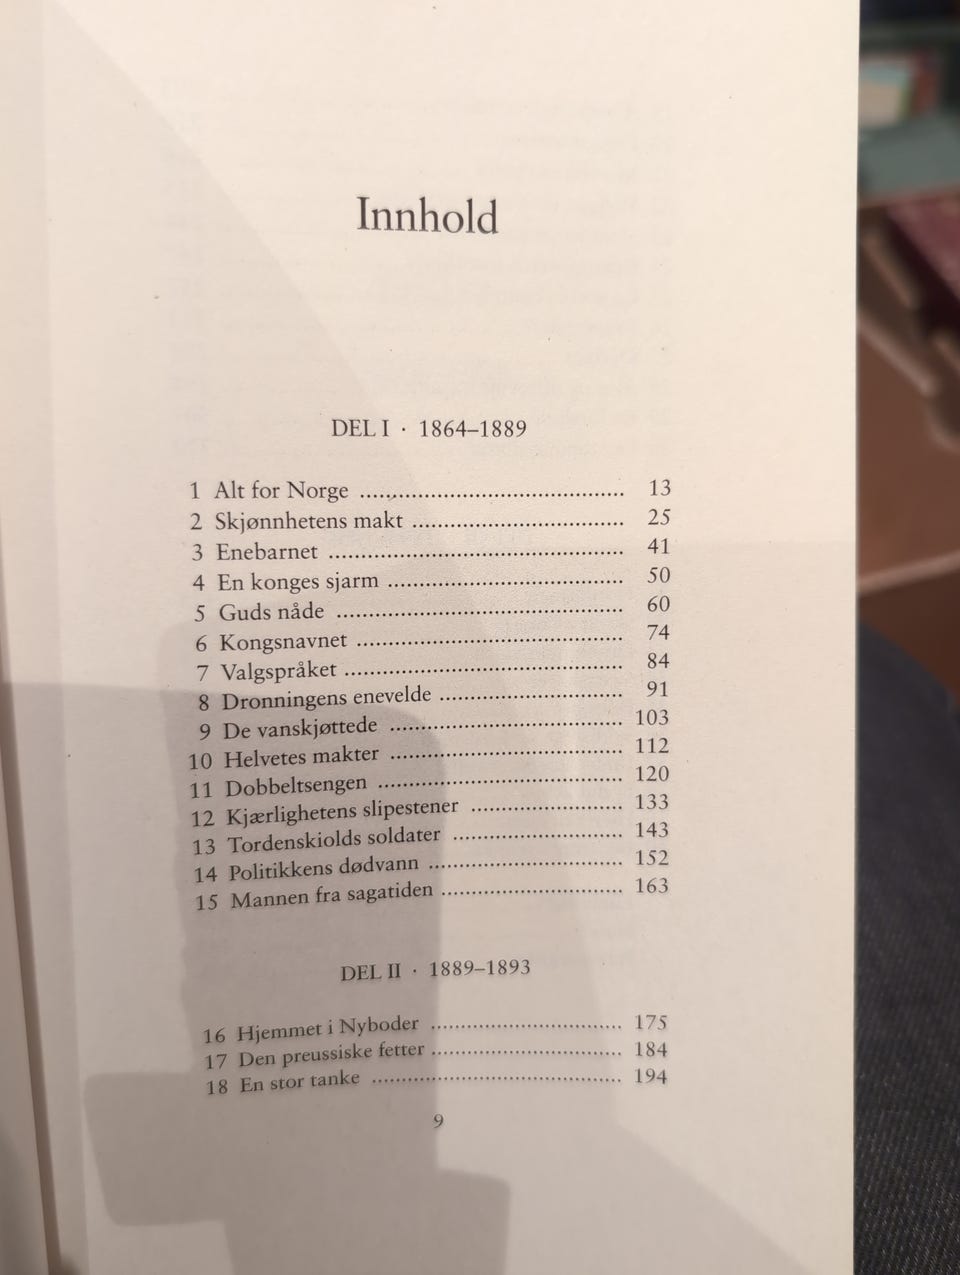 Innhold
DEL I · 1864–1889
1 Alt for Norge ........................................ 13
2 Skjønnhetens makt ................................ 25
3 Enebarnet ............................................. 41
4 En konges sjarm .................................... 50
5 Guds nåde ............................................ 60
6 Kongsnavnet ......................................... 74
7 Valgspråket ........................................... 84
8 Dronningens enevelde ............................ 91
9 De vanskjøttede .................................... 103
10 Helvetes makter .................................... 112
11 Dobbeltsengen ...................................... 120
12 Kjærlighetens slipestener ........................ 133
13 Tordenskiolds soldater ........................... 143
14 Politikkens dødvann ............................... 152
15 Mannen fra sagatiden ............................. 163
DEL II · 1889–1893
16 Hjemmet i Nyboder ............................... 175
17 Den preussiske fetter .............................. 184
18 En stor tanke ........................................ 194
9